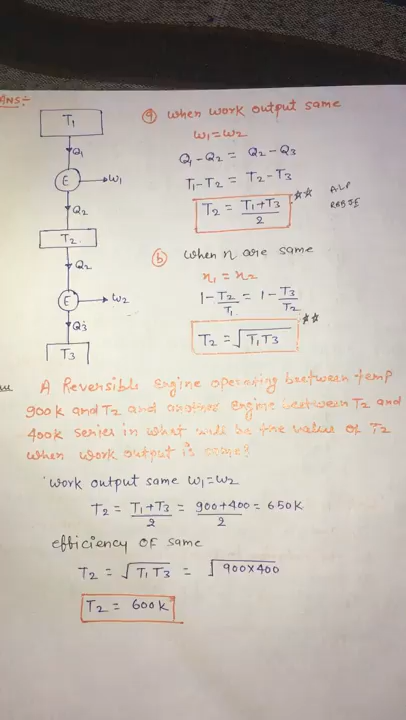 ANS:-
T₁
Q₁
E
W₁
Q₂
T₂
Q₂
E
W₂
Q₃
T₃
(a) when work output same
W₁=W₂
Q₁-Q₂ = Q₂-Q₃
T₁-T₂ = T₂-T₃
T₂ = T₁+T₃/2
ALP
(b) when η are same
η₁ = η₂
1-T₂/T₁ = 1-T₃/T₂
T₂ = √T₁T₃
A Reversible engine operating between temp
900k and T₂ and another engine between T₂ and
400k series in what will be the value of T₂
when work output is same?
work output same W₁=W₂
T₂ = T₁+T₃/2 = 900+400/2 = 650K
efficiency of same
T₂ = √T₁T₃ = √900×400
T₂ = 600K